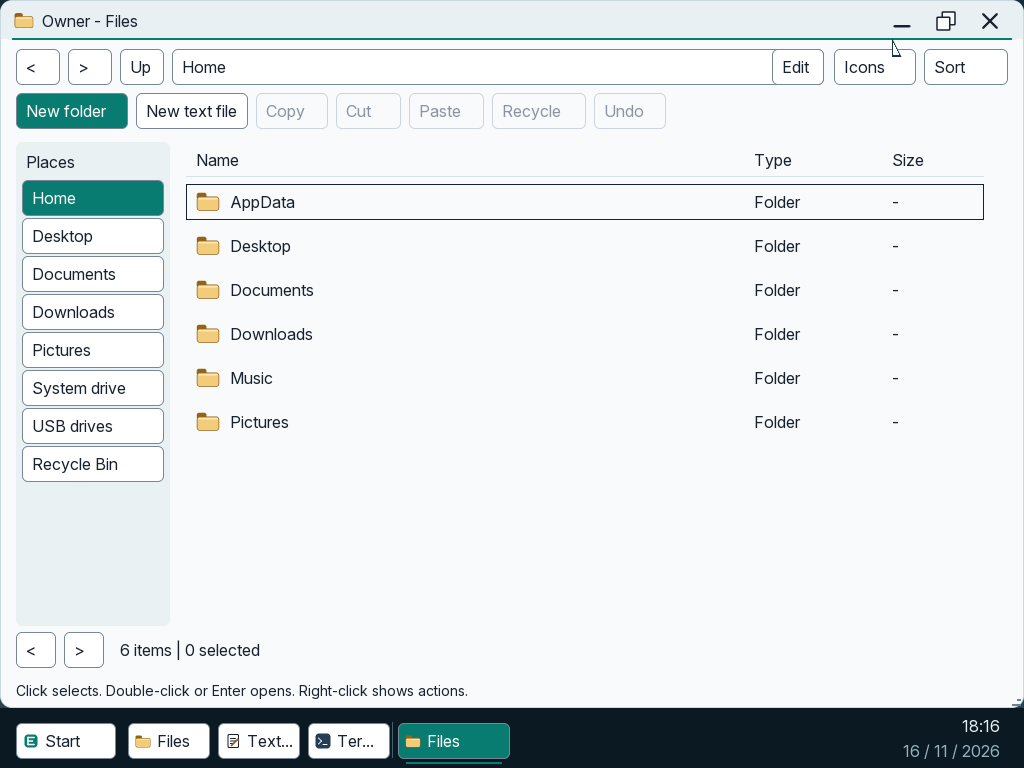 Owner - Files
< > Up Home Edit Icons Sort
New folder New text file Copy Cut Paste Recycle Undo
Places
Home
Desktop
Documents
Downloads
Pictures
System drive
USB drives
Recycle Bin
Name Type Size
AppData Folder -
Desktop Folder -
Documents Folder -
Downloads Folder -
Music Folder -
Pictures Folder -
< > 6 items | 0 selected
Click selects. Double-click or Enter opens. Right-click shows actions.
Start Files Text... Ter... Files
18:16
16 / 11 / 2026